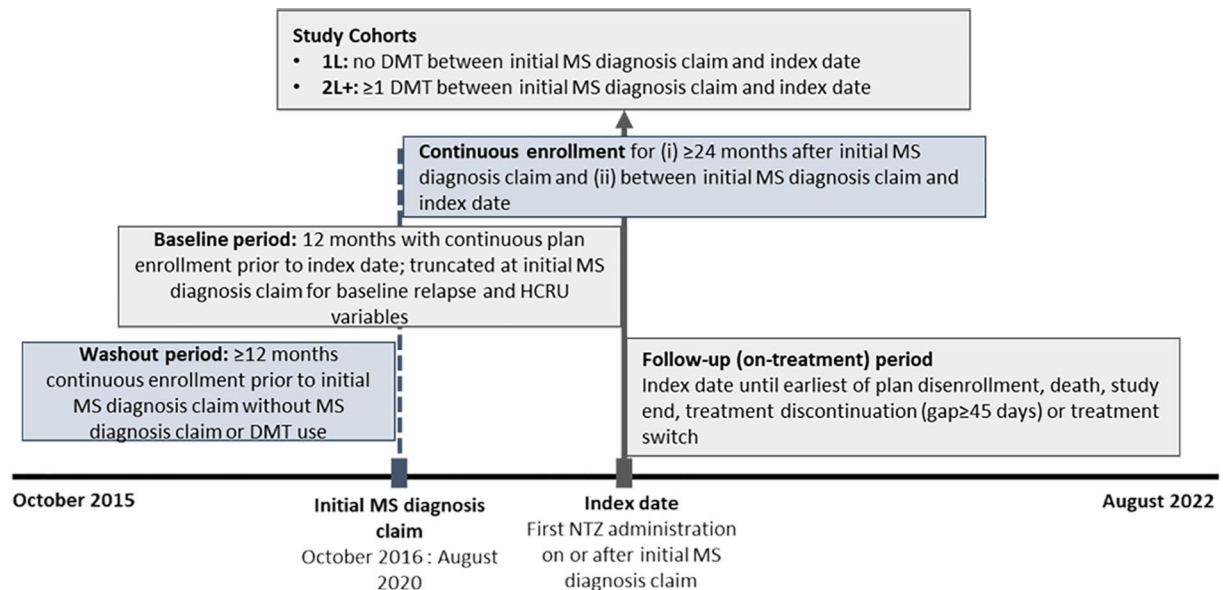 Study Cohorts
• 1L: no DMT between initial MS diagnosis claim and index date
• 2L+: ≥1 DMT between initial MS diagnosis claim and index date
Continuous enrollment for (i) ≥24 months after initial MS
diagnosis claim and (ii) between initial MS diagnosis claim and
index date
Baseline period: 12 months with continuous plan
enrollment prior to index date; truncated at initial MS
diagnosis claim for baseline relapse and HCRU
variables
Washout period: ≥12 months
continuous enrollment prior to initial
MS diagnosis claim without MS
diagnosis claim or DMT use
Follow-up (on-treatment) period
Index date until earliest of plan disenrollment, death, study
end, treatment discontinuation (gap≥45 days) or treatment
switch
October 2015
Initial MS diagnosis
claim
October 2016 : August
2020
Index date
First NTZ administration
on or after initial MS
diagnosis claim
August 2022